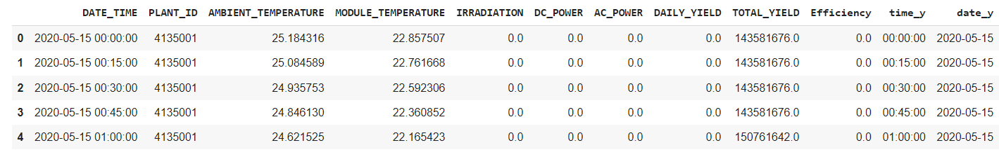 DATE_TIME PLANT_ID AMBIENT_TEMPERATURE MODULE_TEMPERATURE IRRADIATION DC_POWER AC_POWER DAILY_YIELD TOTAL_YIELD Efficiency time_y date_y
0 2020-05-15 00:00:00 4135001 25.184316 22.857507 0.0 0.0 0.0 0.0 143581676.0 0.0 00:00:00 2020-05-15
1 2020-05-15 00:15:00 4135001 25.084589 22.761668 0.0 0.0 0.0 0.0 143581676.0 0.0 00:15:00 2020-05-15
2 2020-05-15 00:30:00 4135001 24.935753 22.592306 0.0 0.0 0.0 0.0 143581676.0 0.0 00:30:00 2020-05-15
3 2020-05-15 00:45:00 4135001 24.846130 22.360852 0.0 0.0 0.0 0.0 143581676.0 0.0 00:45:00 2020-05-15
4 2020-05-15 01:00:00 4135001 24.621525 22.165423 0.0 0.0 0.0 0.0 150761642.0 0.0 01:00:00 2020-05-15